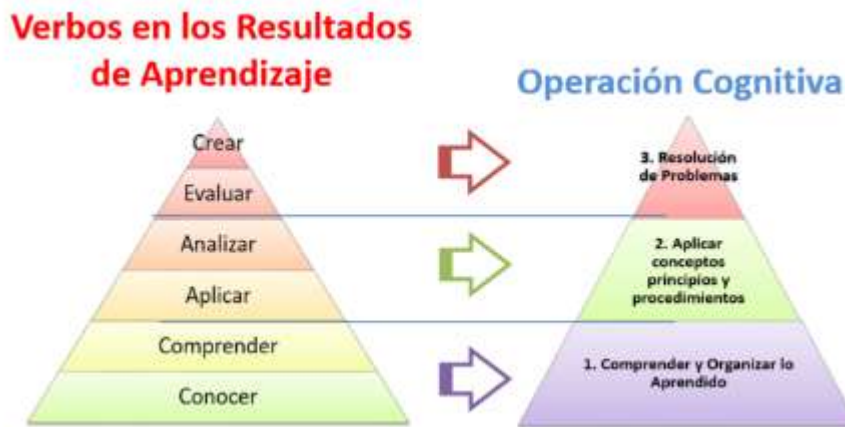 Verbos en los Resultados
de Aprendizaje
Operación Cognitiva
Crear
Evaluar
Analizar
Aplicar
Comprender
Conocer
3. Resolución
de Problemas
2. Aplicar
conceptos
principios y
procedimientos
1. Comprender y Organizar lo
Aprendido